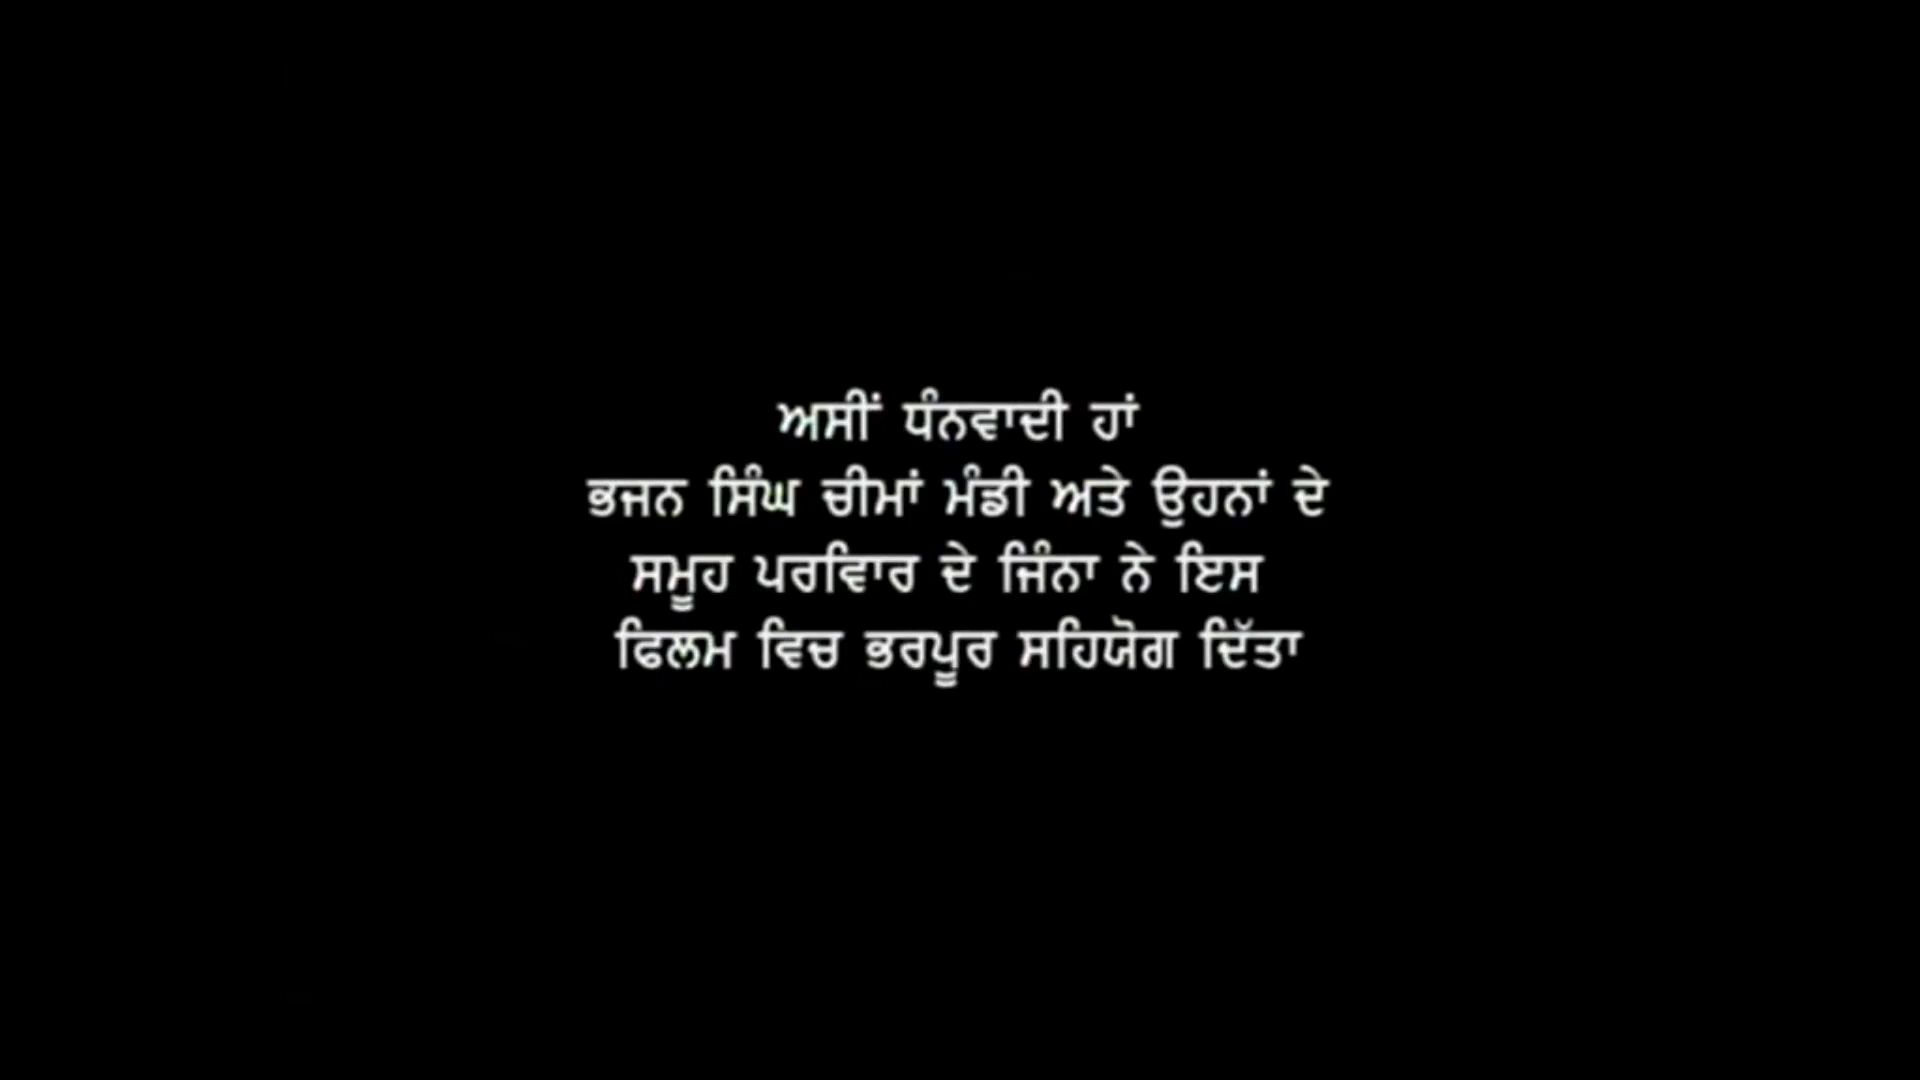 ਅਸੀਂ ਧੰਨਵਾਦੀ ਹਾਂ
ਭਜਨ ਸਿੰਘ ਚੀਮਾਂ ਮੰਡੀ ਅਤੇ ਉਹਨਾਂ ਦੇ
ਸਮੂਹ ਪਰਵਿਾਰ ਦੇ ਜਿੰਨਾ ਨੇ ਇਸ
ਫਿਲਮ ਵਿਚ ਭਰਪੂਰ ਸਹਿਯੋਗ ਦਿੱਤਾ